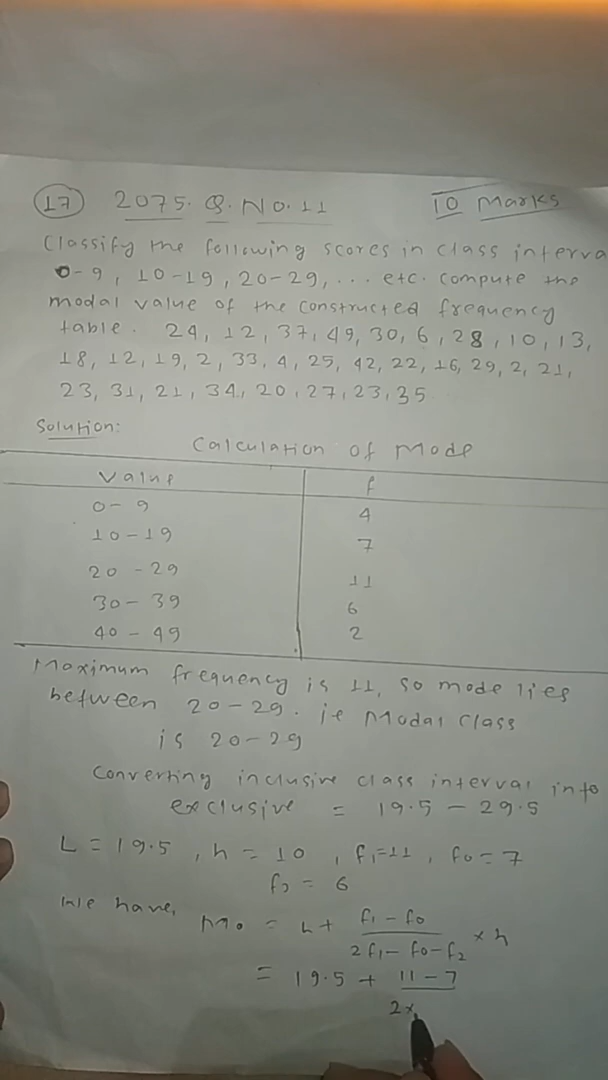 17 2075. Q. No. 11 10 Marks
Classify the following scores in class interva
0-9, 10-19, 20-29, ... etc. compute the
modal value of the constructed frequency
table. 24, 12, 37, 49, 30, 6, 28, 10, 13,
18, 12, 19, 2, 33, 4, 25, 42, 22, 16, 29, 2, 21,
23, 31, 21, 34, 20, 27, 23, 35
Solution:
Calculation of Mode
Value f
0-9 4
10-19 7
20-29 11
30-39 6
40-49 2
Maximum frequency is 11, so mode lies
between 20-29. ie Modal class
is 20-29
Converting inclusive class interval into
exclusive = 19.5-29.5
L = 19.5, h = 10, f₁=11, f₀=7
f₂ = 6
We have,
M₀ = L + (f₁ - f₀) / (2f₁ - f₀ - f₂) × h
= 19.5 + 11-7
2×